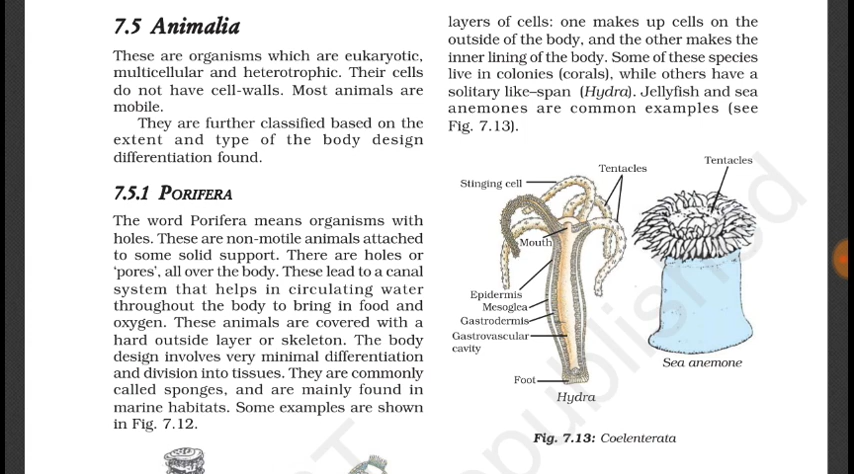 7.5 Animalia
These are organisms which are eukaryotic,
multicellular and heterotrophic. Their cells
do not have cell-walls. Most animals are
mobile.
They are further classified based on the
extent and type of the body design
differentiation found.
7.5.1 PORIFERA
The word Porifera means organisms with
holes. These are non-motile animals attached
to some solid support. There are holes or
‘pores’, all over the body. These lead to a canal
system that helps in circulating water
throughout the body to bring in food and
oxygen. These animals are covered with a
hard outside layer or skeleton. The body
design involves very minimal differentiation
and division into tissues. They are commonly
called sponges, and are mainly found in
marine habitats. Some examples are shown
in Fig. 7.12.
layers of cells: one makes up cells on the
outside of the body, and the other makes the
inner lining of the body. Some of these species
live in colonies (corals), while others have a
solitary like–span (Hydra). Jellyfish and sea
anemones are common examples (see
Fig. 7.13).
Tentacles
Tentacles
Stinging cell
Mouth
Epidermis
Mesoglea
Gastrodermis
Gastrovascular
cavity
Foot
Hydra
Sea anemone
Fig. 7.13: Coelenterata